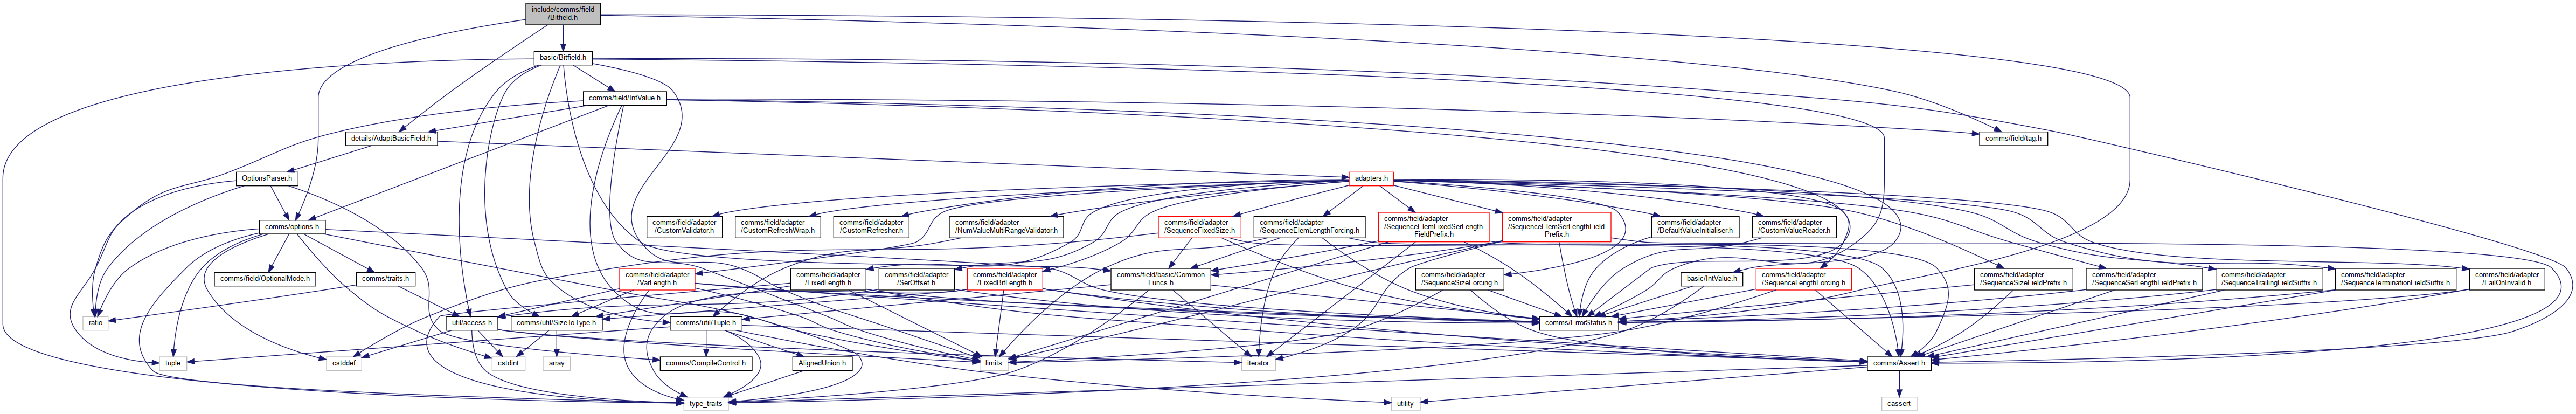 include/comms/field
/Bitfield.h
basic/Bitfield.h
comms/field/IntValue.h
details/AdaptBasicField.h
comms/field/tag.h
OptionsParser.h
adapters.h
comms/options.h
comms/field/adapter
/CustomValidator.h
comms/field/adapter
/CustomRefreshWrap.h
comms/field/adapter
/CustomRefresher.h
comms/field/adapter
/NumValueMultiRangeValidator.h
comms/field/adapter
/SequenceFixedSize.h
comms/field/adapter
/SequenceElemLengthForcing.h
comms/field/adapter
/SequenceElemFixedSerLength
FieldPrefix.h
comms/field/adapter
/SequenceElemSerLengthField
Prefix.h
comms/field/adapter
/DefaultValueInitialiser.h
comms/field/adapter
/CustomValueReader.h
comms/field/OptionalMode.h
comms/traits.h
comms/field/adapter
/VarLength.h
comms/field/adapter
/FixedLength.h
comms/field/adapter
/SerOffset.h
comms/field/adapter
/FixedBitLength.h
comms/field/basic/Common
Funcs.h
comms/field/adapter
/SequenceSizeForcing.h
basic/IntValue.h
comms/field/adapter
/SequenceLengthForcing.h
comms/field/adapter
/SequenceSizeFieldPrefix.h
comms/field/adapter
/SequenceSerLengthFieldPrefix.h
comms/field/adapter
/SequenceTrailingFieldSuffix.h
comms/field/adapter
/SequenceTerminationFieldSuffix.h
comms/field/adapter
/FailOnInvalid.h
ratio
util/access.h
comms/util/SizeToType.h
comms/util/Tuple.h
comms/ErrorStatus.h
tuple
cstddef
cstdint
array
comms/CompileControl.h
AlignedUnion.h
limits
iterator
comms/Assert.h
type_traits
utility
cassert